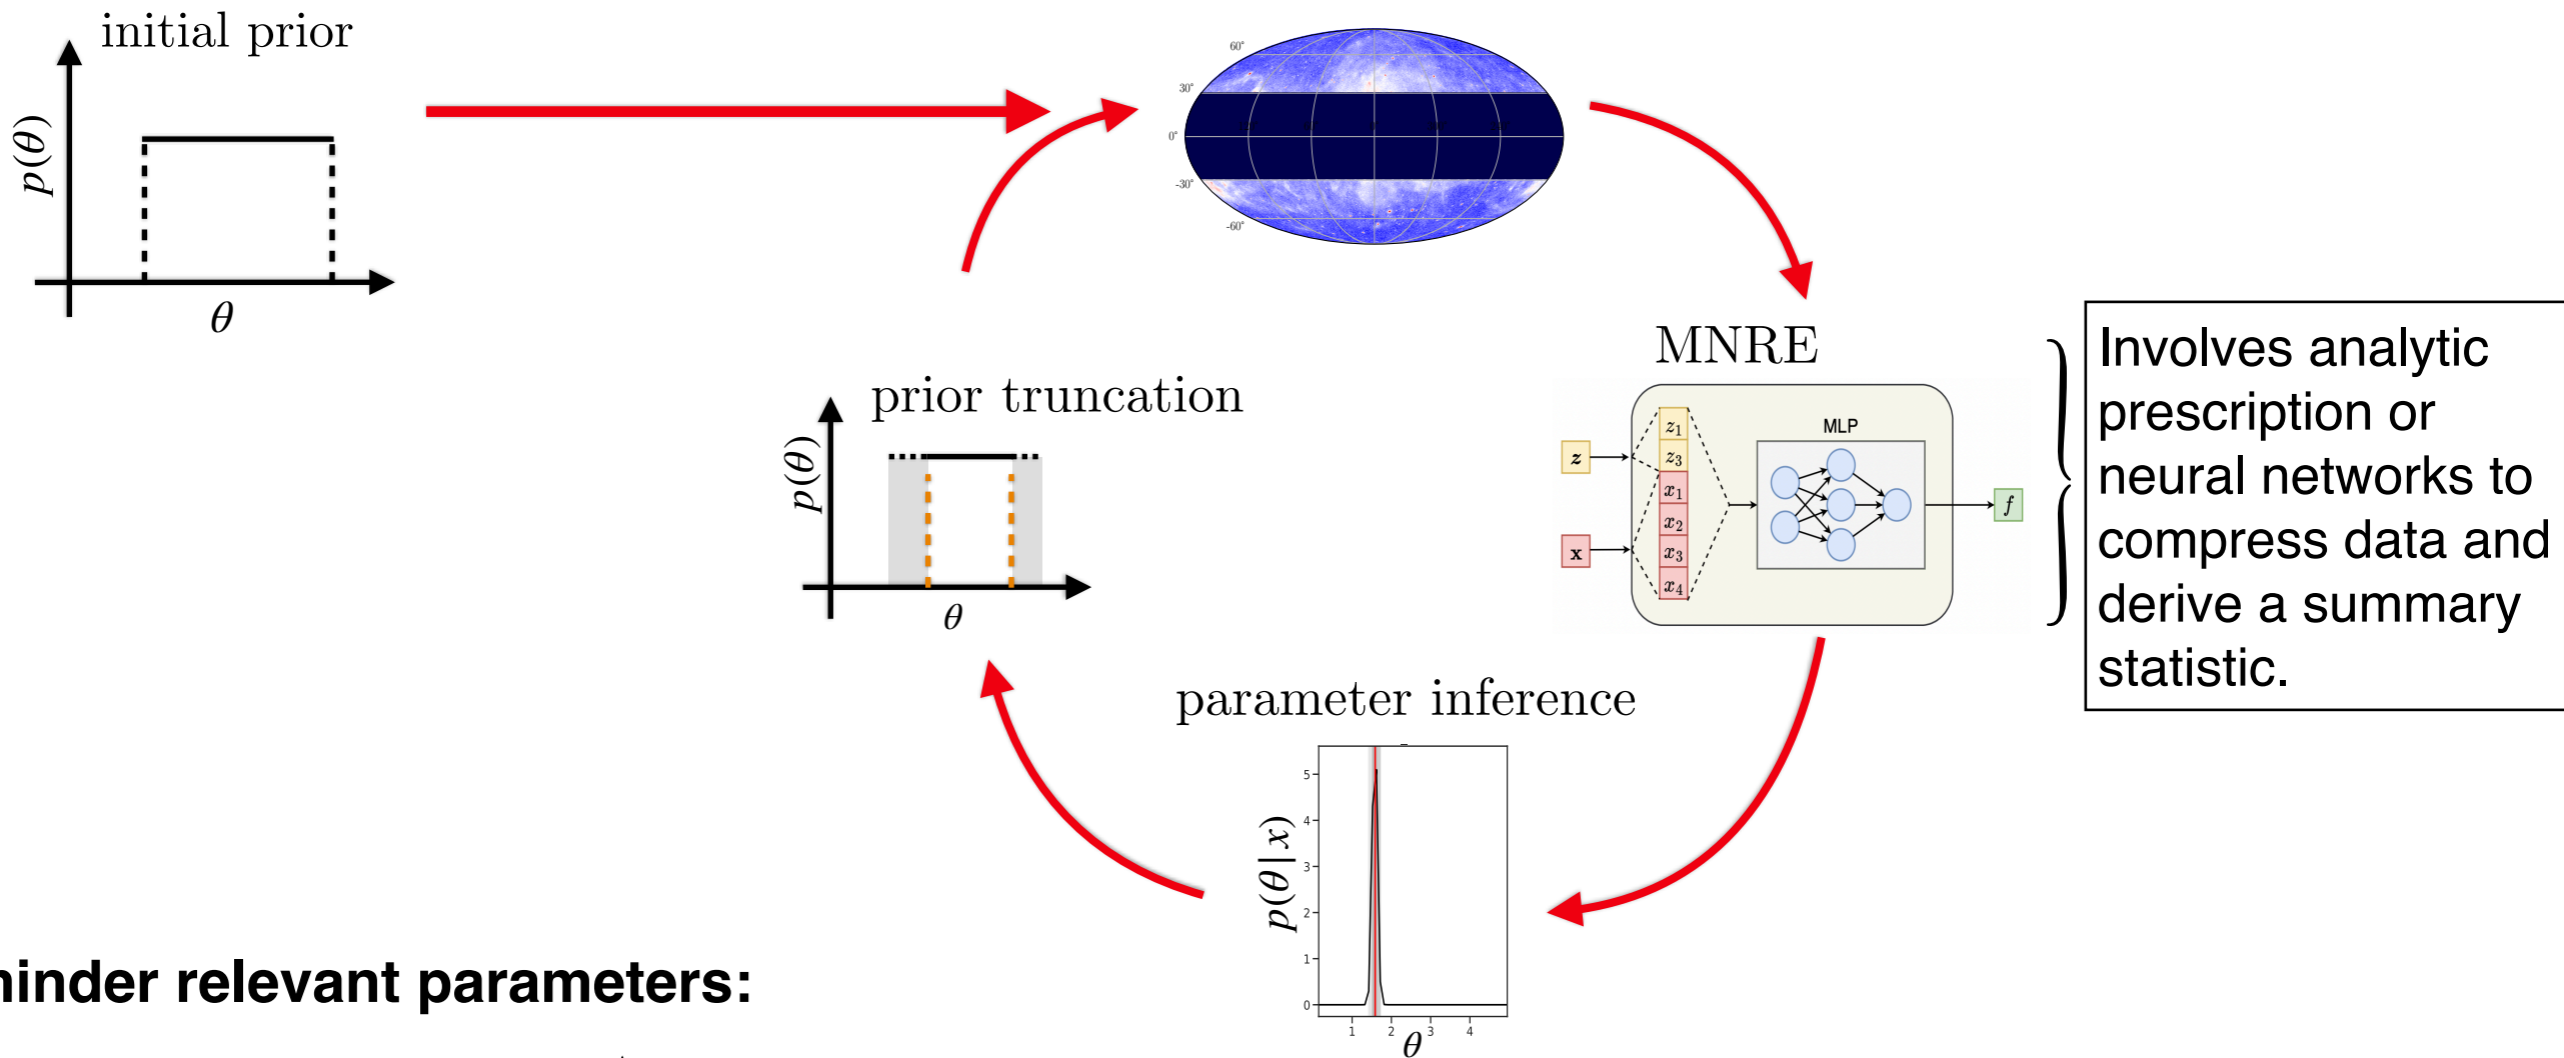 initial prior
p(θ)
θ
60°
30°
0°
-30°
-60°
prior truncation
p(θ)
θ
MNRE
MLP
z
z₁
z₃
x₁
x₂
x₃
x₄
x
f
Involves analytic
prescription or
neural networks to
compress data and
derive a summary
statistic.
parameter inference
p(θ|x)
5
4
3
2
1
0
1 2 3 4
θ
inder relevant parameters: